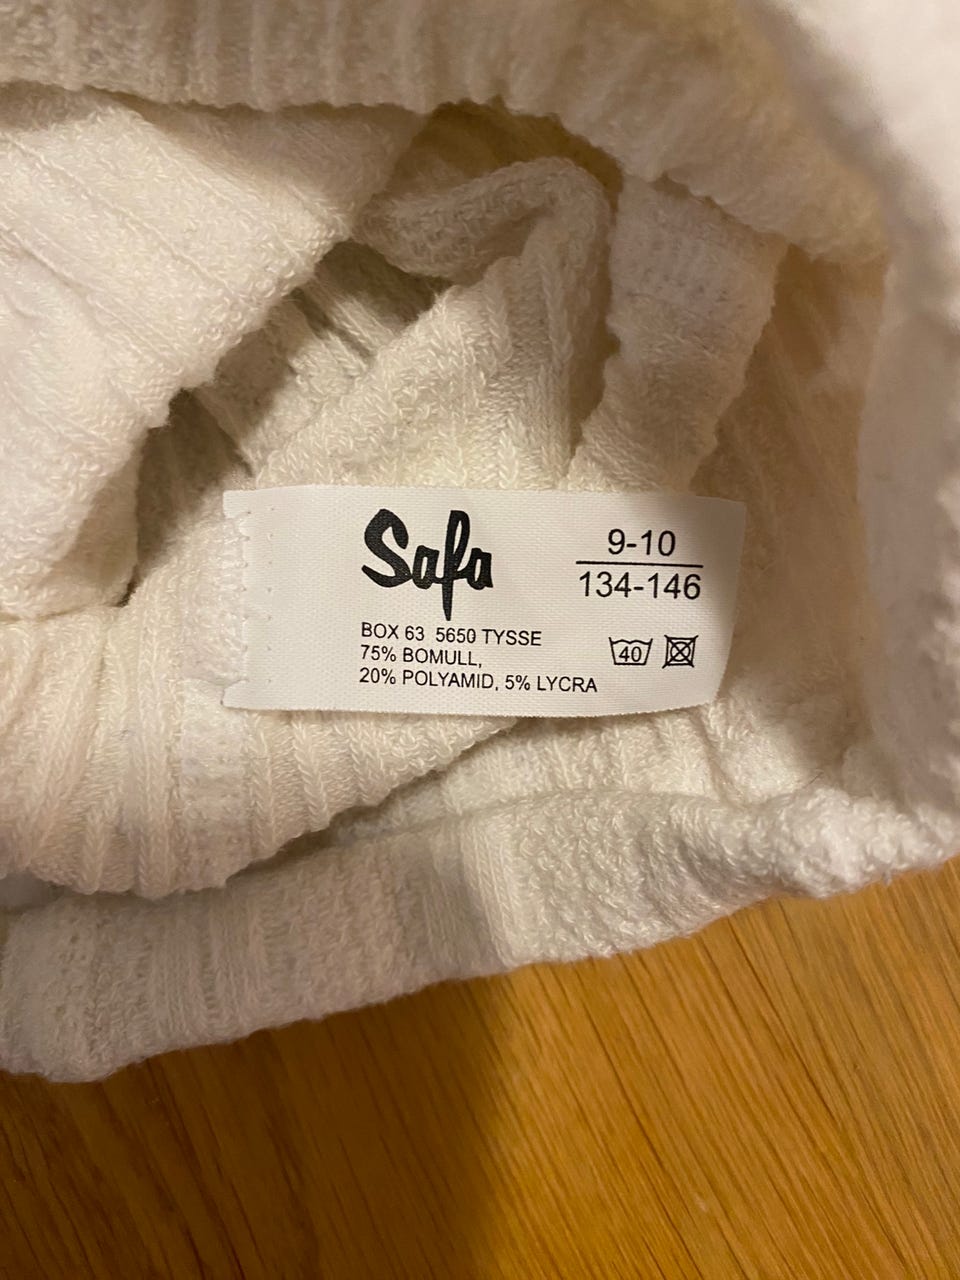 Safa
9-10
134-146
BOX 63 5650 TYSSE
75% BOMULL,
20% POLYAMID, 5% LYCRA
40